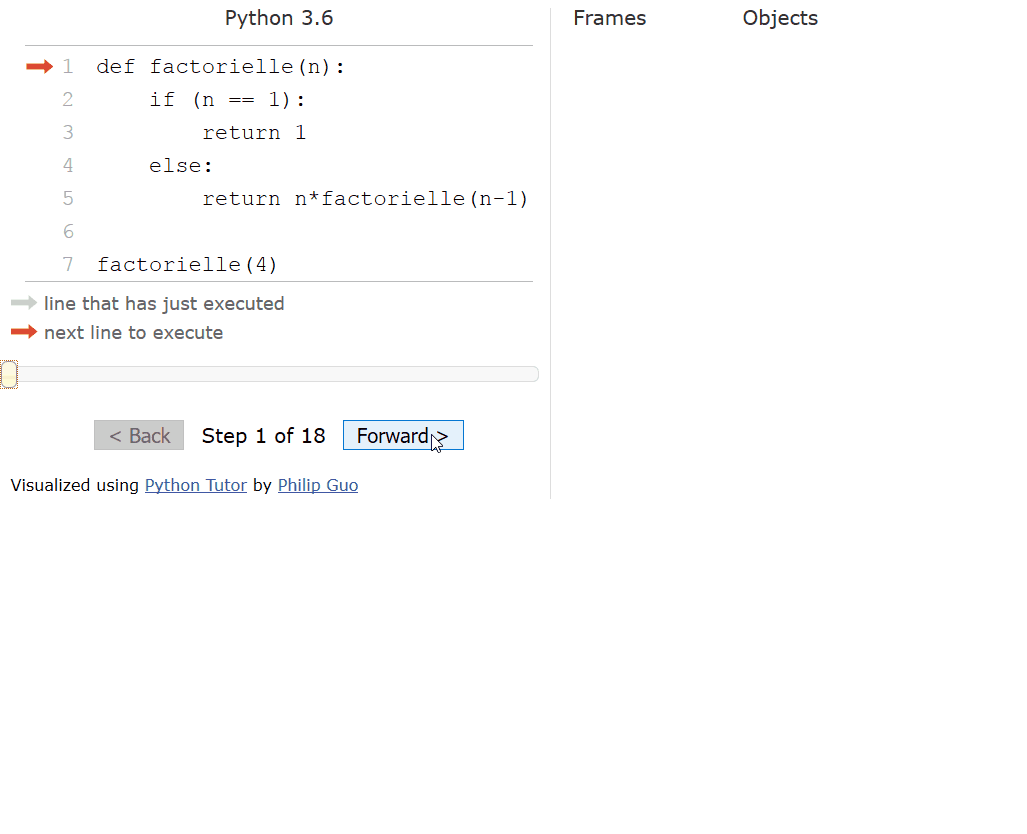 Python 3.6
1 def factorielle(n):
2     if (n == 1):
3         return 1
4     else:
5         return n*factorielle(n-1)
6
7 factorielle(4)
line that has just executed
next line to execute
< Back Step 1 of 18 Forward >
Visualized using Python Tutor by Philip Guo
Frames Objects